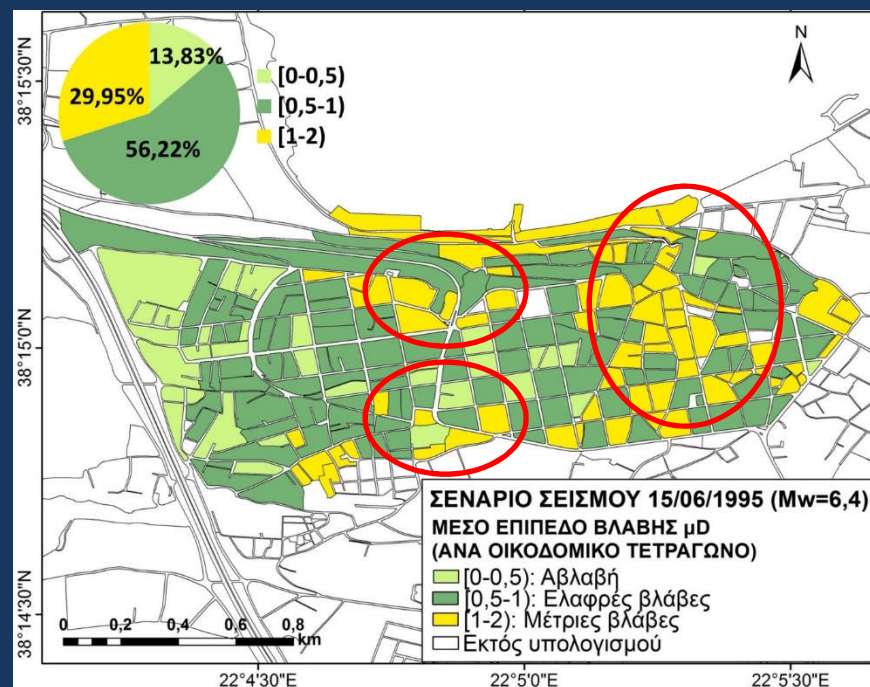 13,83%
29,95%
56,22%
[0-0,5)
[0,5-1)
[1-2)
N
38°15'30"N
38°15'0"N
38°14'30"N
ΣΕΝΑΡΙΟ ΣΕΙΣΜΟΥ 15/06/1995 (Mw=6,4)
ΜΕΣΟ ΕΠΙΠΕΔΟ ΒΛΑΒΗΣ μD
(ΑΝΑ ΟΙΚΟΔΟΜΙΚΟ ΤΕΤΡΑΓΩΝΟ)
[0-0,5): Αβλαβή
[0,5-1): Ελαφρές βλάβες
[1-2): Μέτριες βλάβες
Εκτός υπολογισμού
0 0,2 0,4 0,6 0,8
km
22°4'30"E 22°5'0"E 22°5'30"E